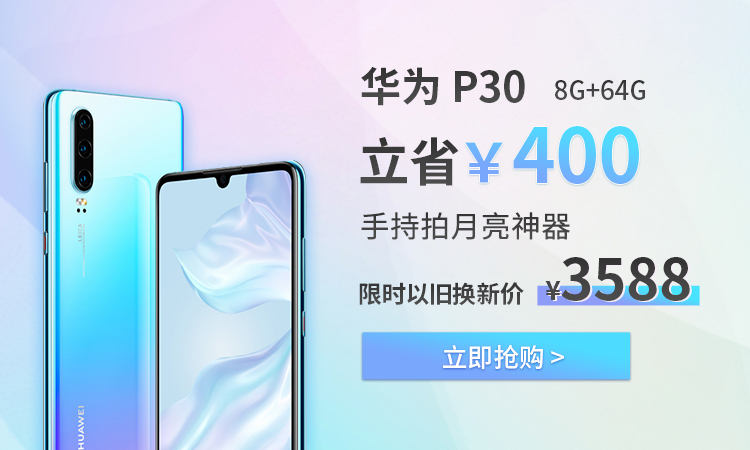 华为 P30 8G+64G
立省¥400
手持拍月亮神器
限时以旧换新价 ¥3588
立即抢购 >
HUAWEI